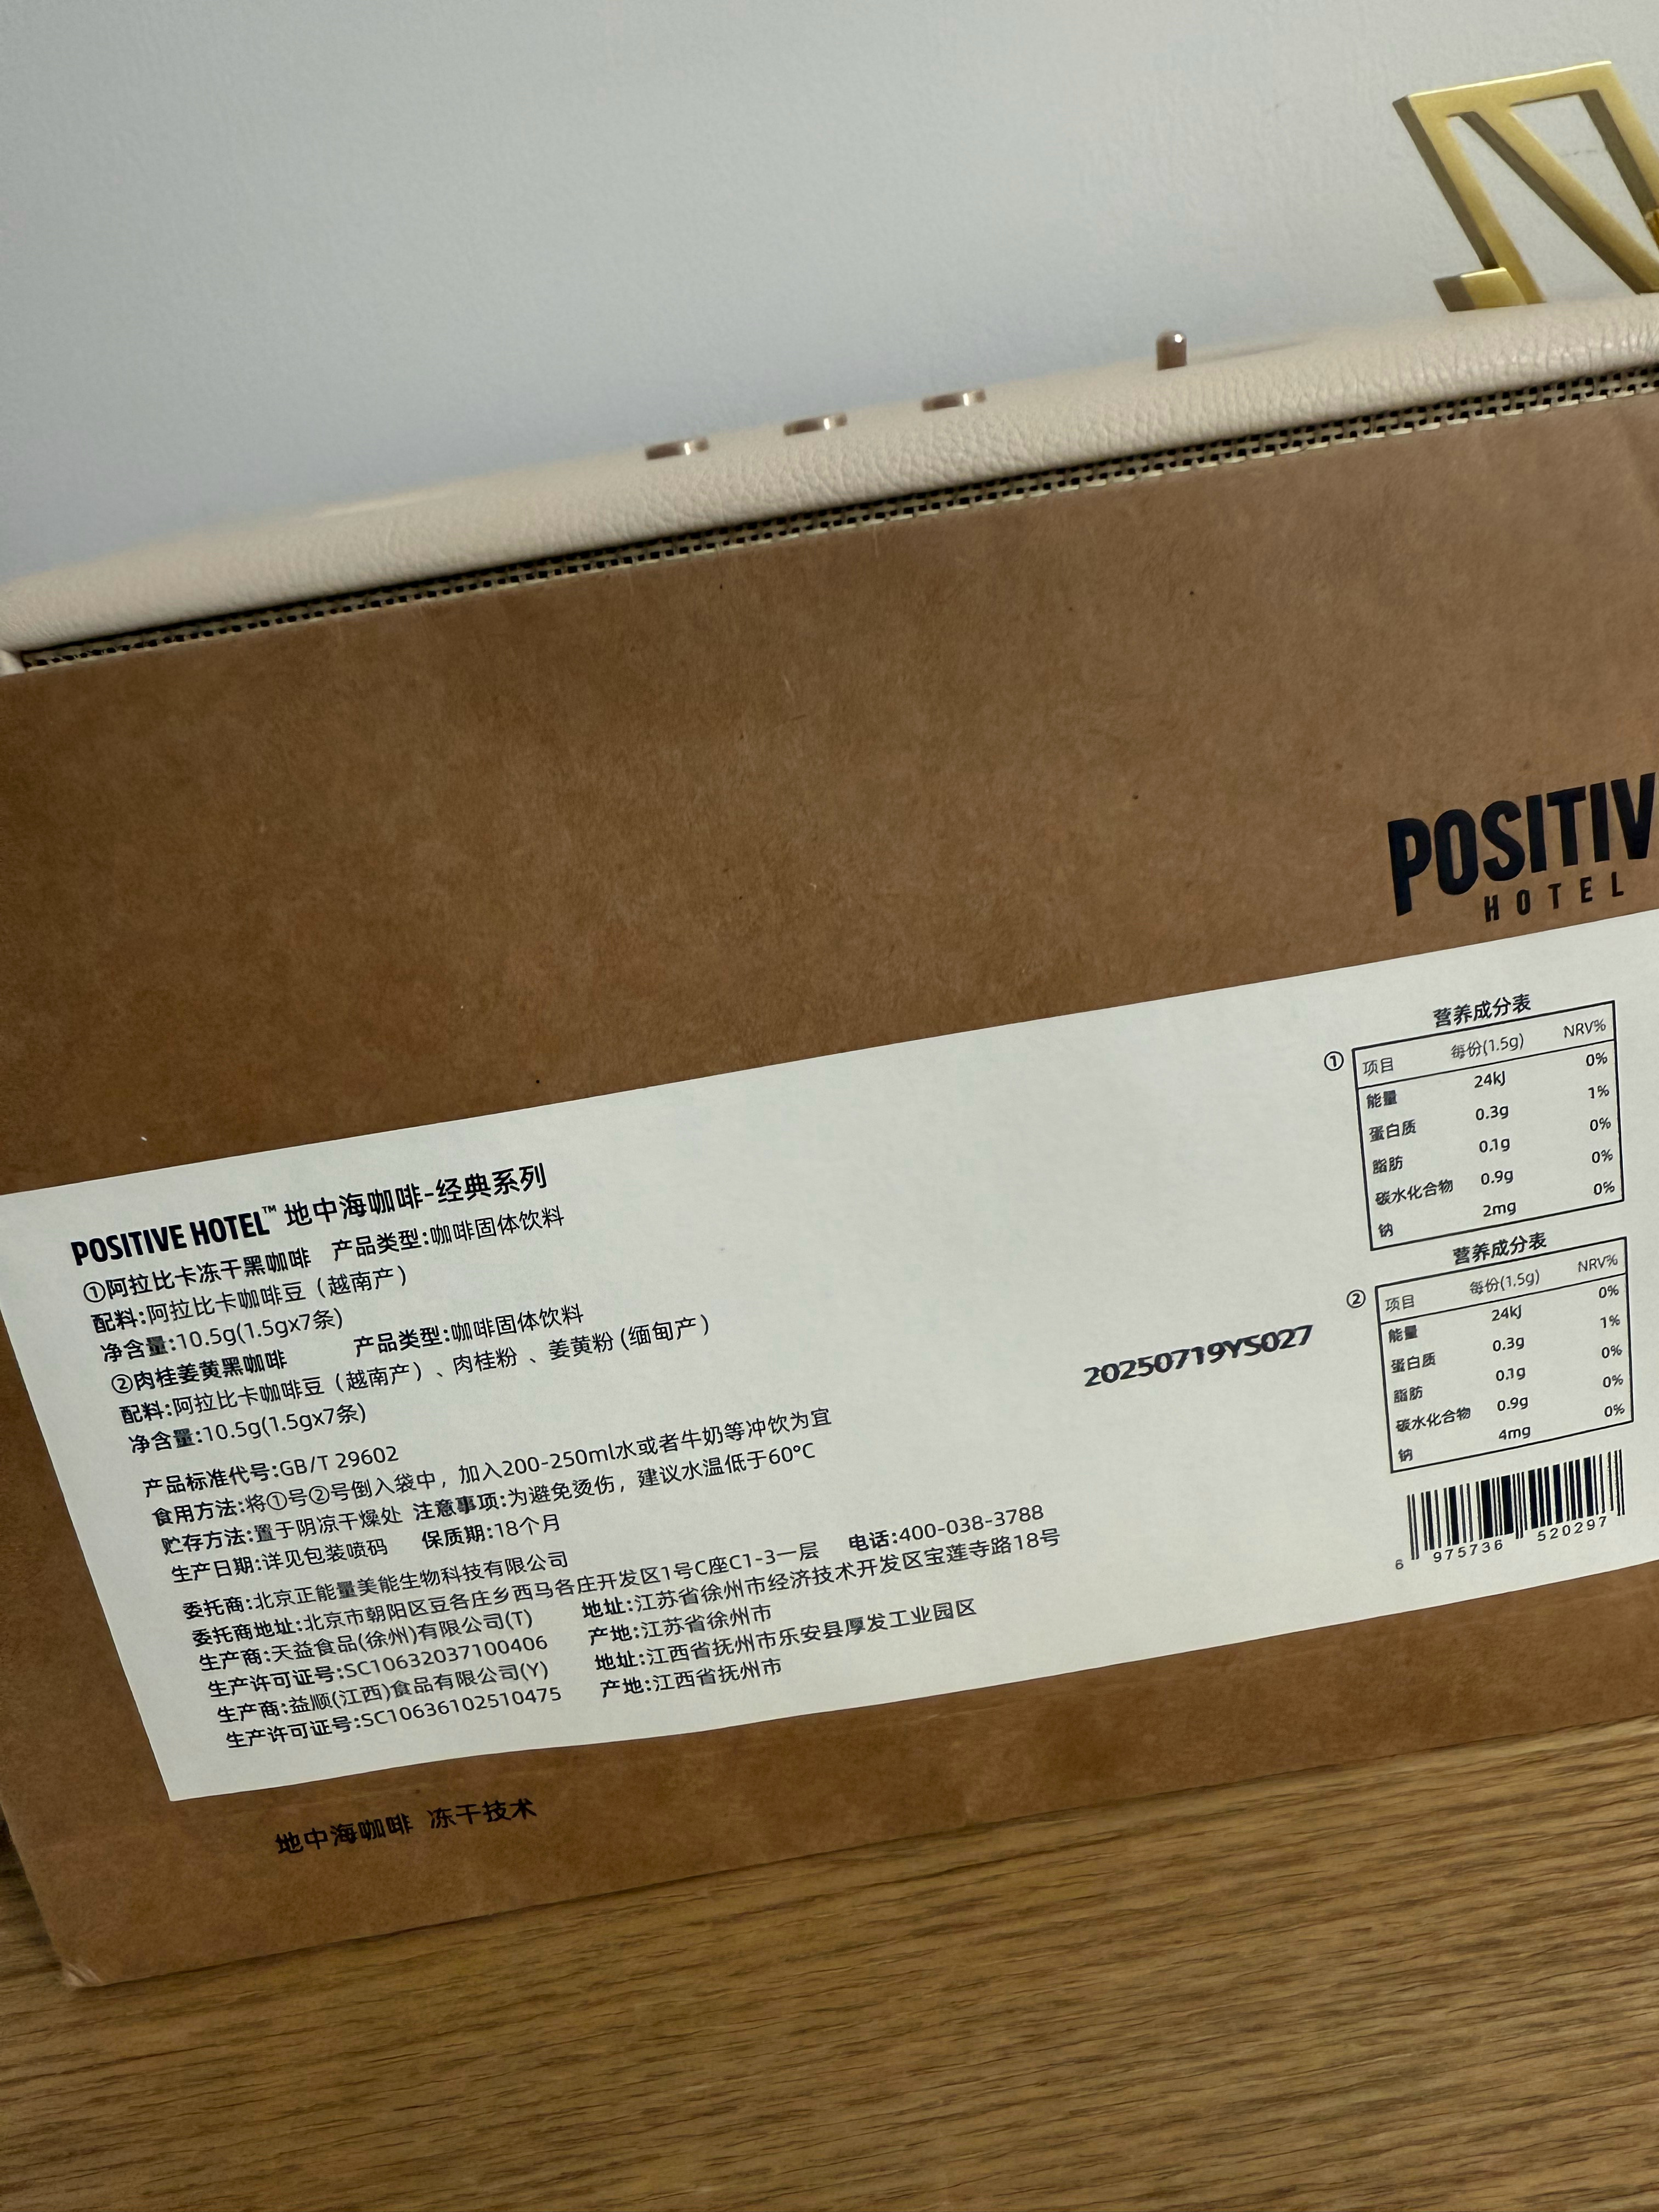 POSITIV
HOTEL
POSITIVE HOTEL™ 地中海咖啡-经典系列
①阿拉比卡冻干黑咖啡 产品类型:咖啡固体饮料
配料:阿拉比卡咖啡豆（越南产）
净含量:10.5g(1.5gx7条)
②肉桂姜黄黑咖啡 产品类型:咖啡固体饮料
配料:阿拉比卡咖啡豆（越南产）、肉桂粉 、姜黄粉 (缅甸产）
净含量:10.5g(1.5gx7条)
产品标准代号:GB/T 29602
食用方法:将①号②号倒入袋中，加入200-250ml水或者牛奶等冲饮为宜
贮存方法:置于阴凉干燥处 注意事项:为避免烫伤，建议水温低于60°C
生产日期:详见包装喷码 保质期:18个月
委托商:北京正能量美能生物科技有限公司
委托商地址:北京市朝阳区豆各庄乡西马各庄开发区1号C座C1-3一层 电话:400-038-3788
生产商:天益食品(徐州)有限公司(T) 地址:江苏省徐州市经济技术开发区宝莲寺路18号
生产许可证号:SC10632037100406 产地:江苏省徐州市
生产商:益顺(江西)食品有限公司(Y) 地址:江西省抚州市乐安县厚发工业园区
生产许可证号:SC10636102510475 产地:江西省抚州市
20250719YS027
营养成分表
①
项目 每份(1.5g) NRV%
能量 24kJ 0%
蛋白质 0.3g 1%
脂肪 0.1g 0%
碳水化合物 0.9g 0%
钠 2mg 0%
营养成分表
②
项目 每份(1.5g) NRV%
能量 24kJ 0%
蛋白质 0.3g 1%
脂肪 0.1g 0%
碳水化合物 0.9g 0%
钠 4mg 0%
6 975736 520297
地中海咖啡 冻干技术